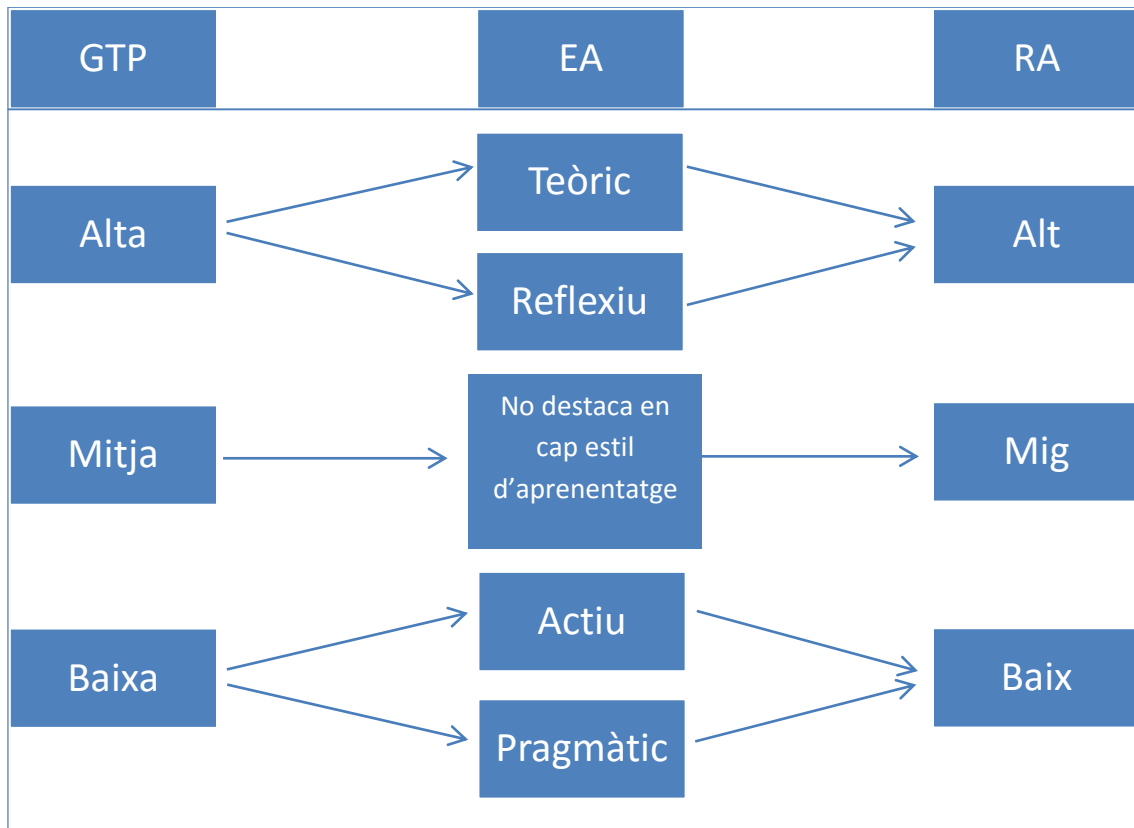 GTP
EA
RA
Alta
Teòric
Reflexiu
Alt
Mitja
No destaca en
cap estil
d’aprenentatge
Mig
Baixa
Actiu
Pragmàtic
Baix